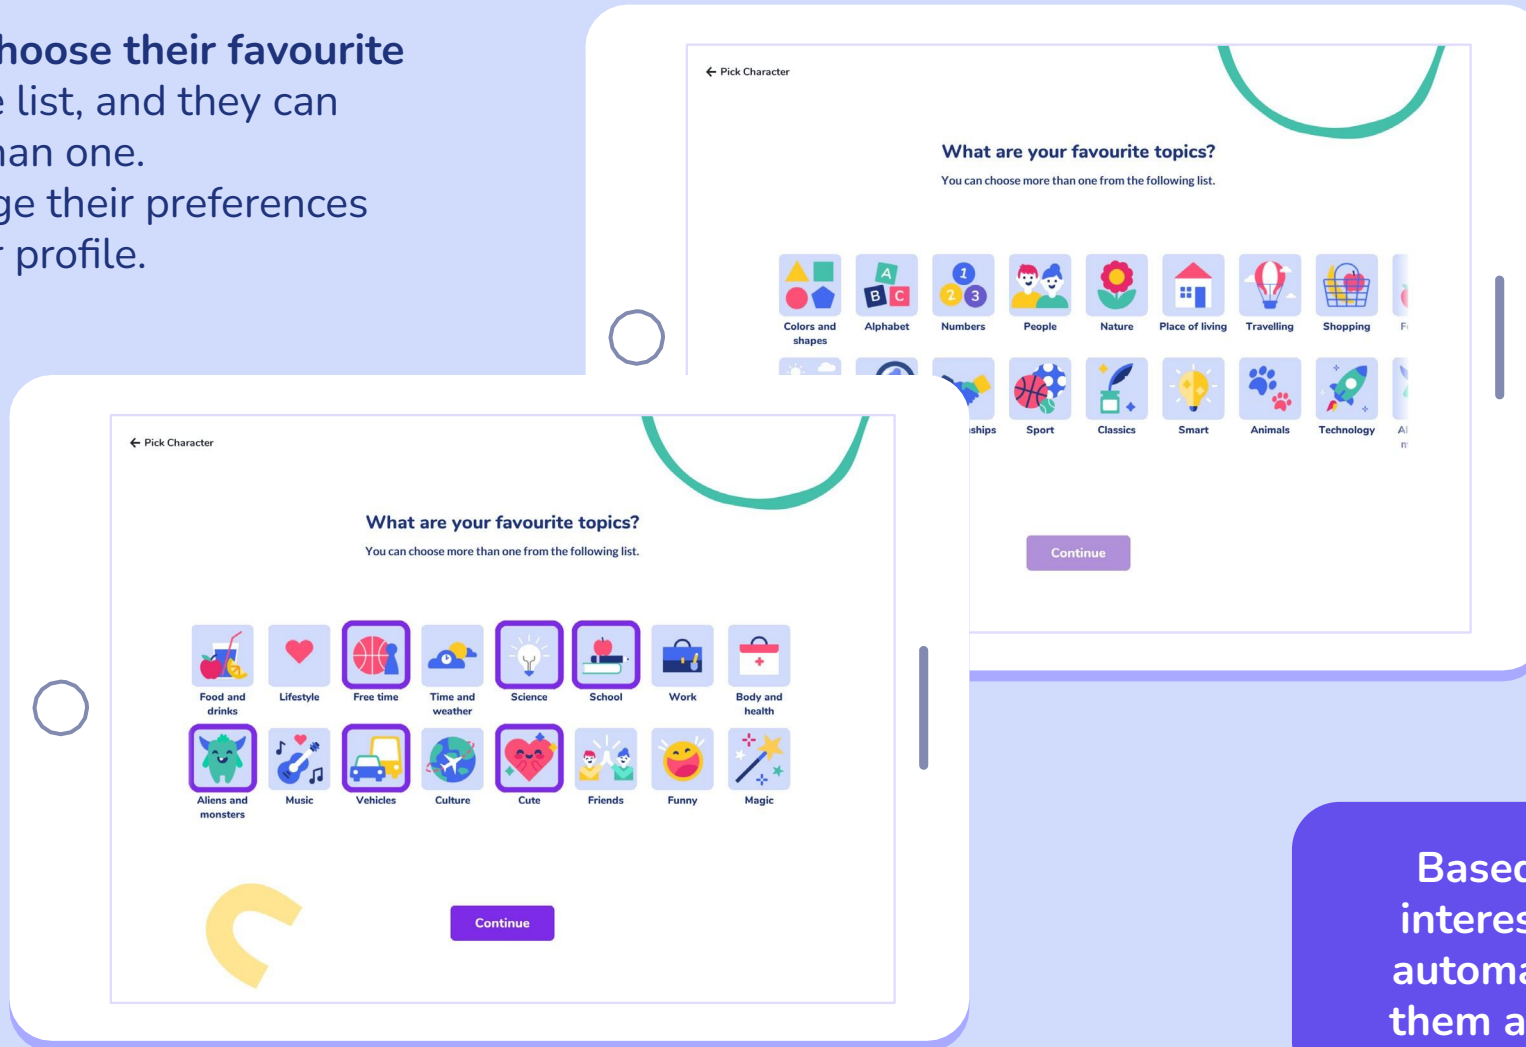 hoose their favourite
list, and they can
one.
their preferences
profile.
Pick Character
What are your favourite topics?
You can choose more than one from the following list.
Colors and shapes
Alphabet
Numbers
People
Nature
Place of living
Travelling
Shopping
Sport
Classics
Smart
Animals
Technology
Continue
Pick Character
What are your favourite topics?
You can choose more than one from the following list.
Food and drinks
Lifestyle
Free time
Time and weather
Science
School
Work
Body and health
Aliens and monsters
Music
Vehicles
Culture
Cute
Friends
Funny
Magic
Continue
Based
interes
automa
them a